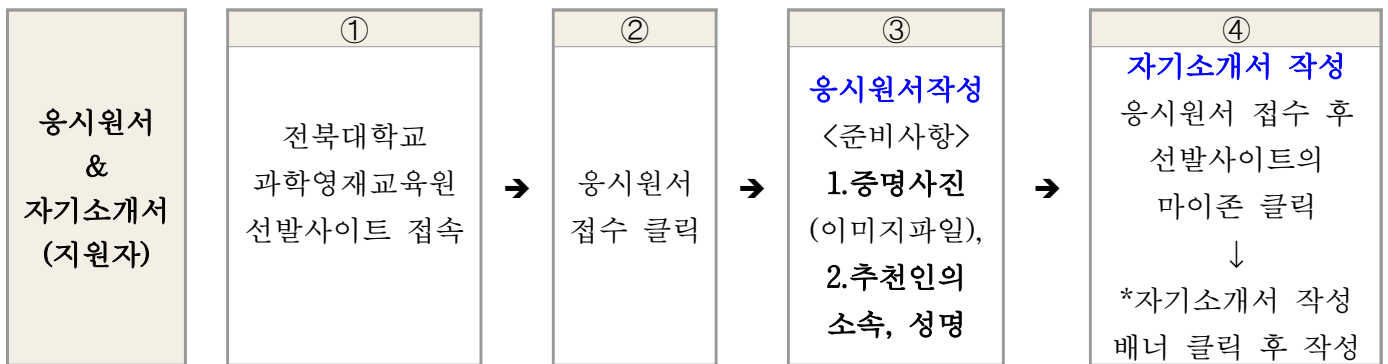 응시원서
&
자기소개서
(지원자)
①
전북대학교
과학영재교육원
선발사이트 접속
➔
②
응시원서
접수 클릭
➔
③
응시원서작성
<준비사항>
1.증명사진
(이미지파일),
2.추천인의
소속, 성명
➔
④
자기소개서 작성
응시원서 접수 후
선발사이트의
마이존 클릭
↓
*자기소개서 작성
배너 클릭 후 작성